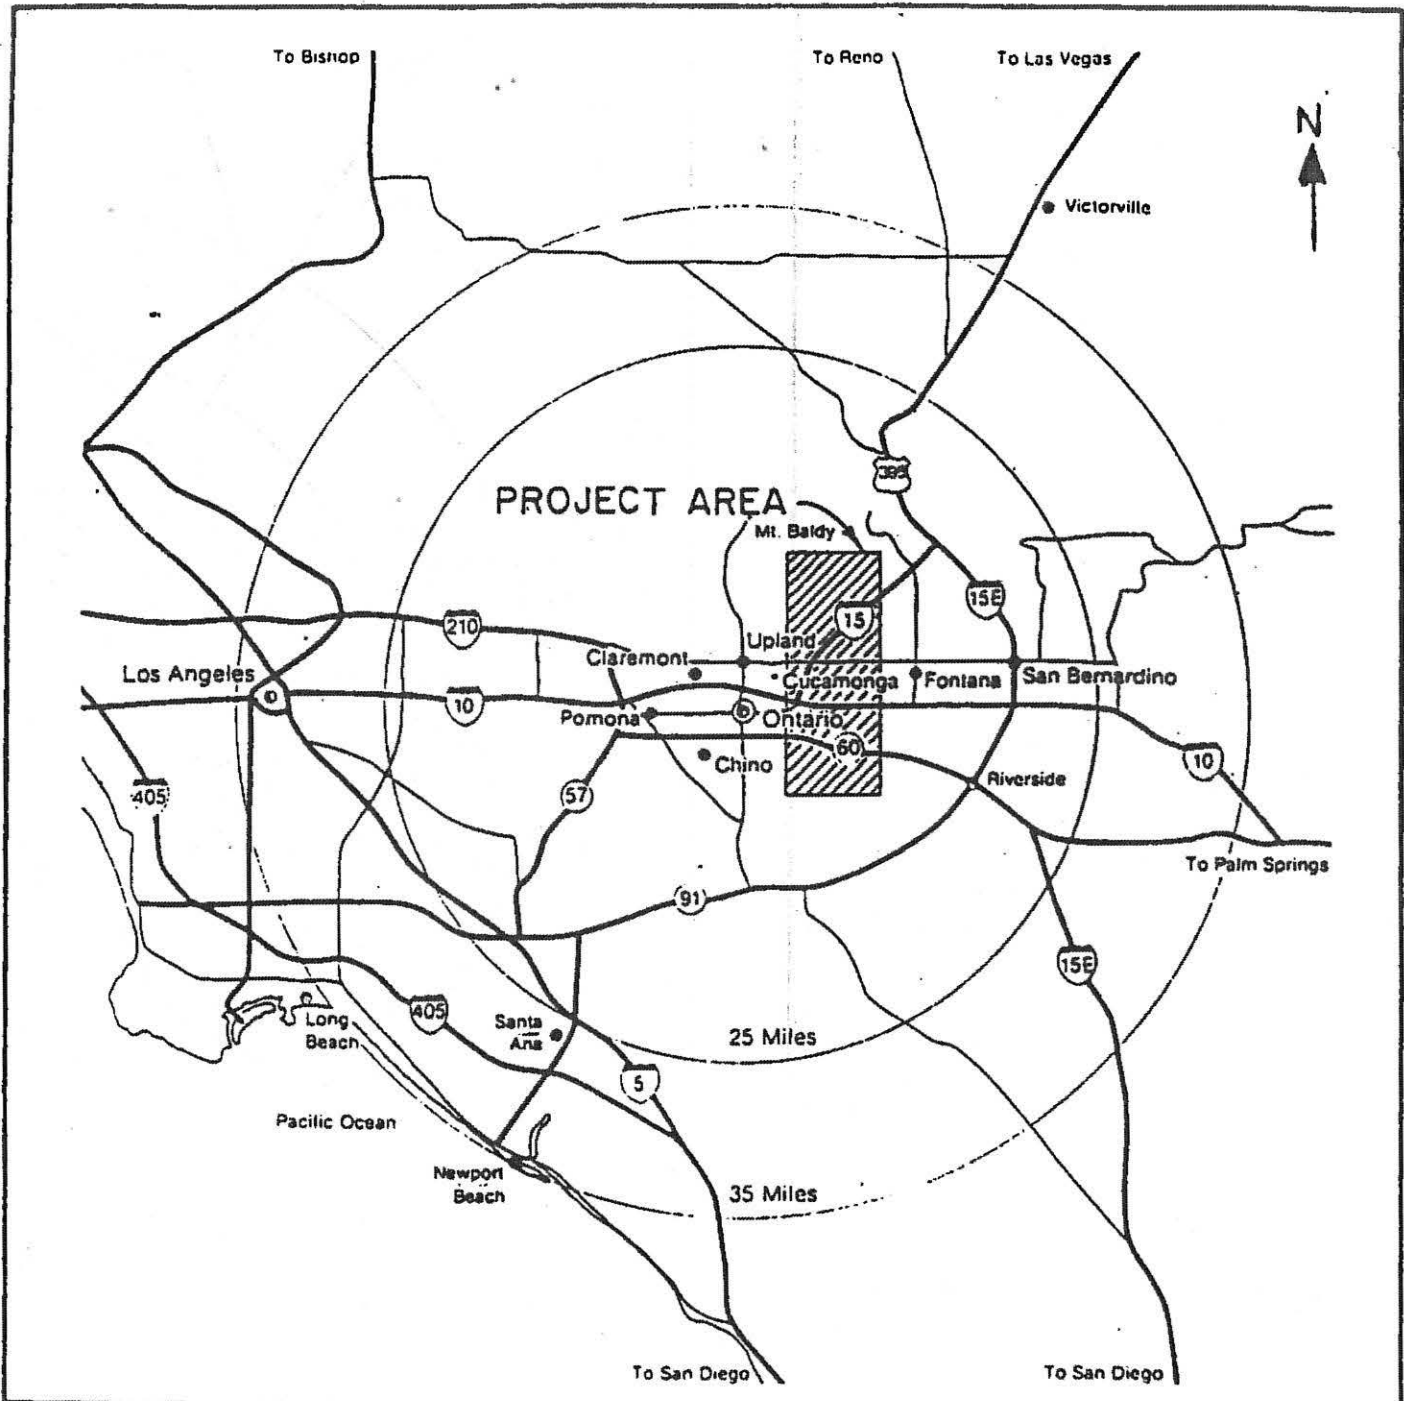 To Bishop
To Reno
To Las Vegas
N
Victorville
395
PROJECT AREA
Mt. Baldy
15E
15
210
Upland
Claremont
Los Angeles
Cucamonga
Fontana
San Bernardino
10
Pomona
Ontario
60
Chino
10
Riverside
405
57
To Palm Springs
91
15E
405
Long
Beach
Santa
Ana
25 Miles
5
Pacific Ocean
Newport
Beach
35 Miles
To San Diego
To San Diego